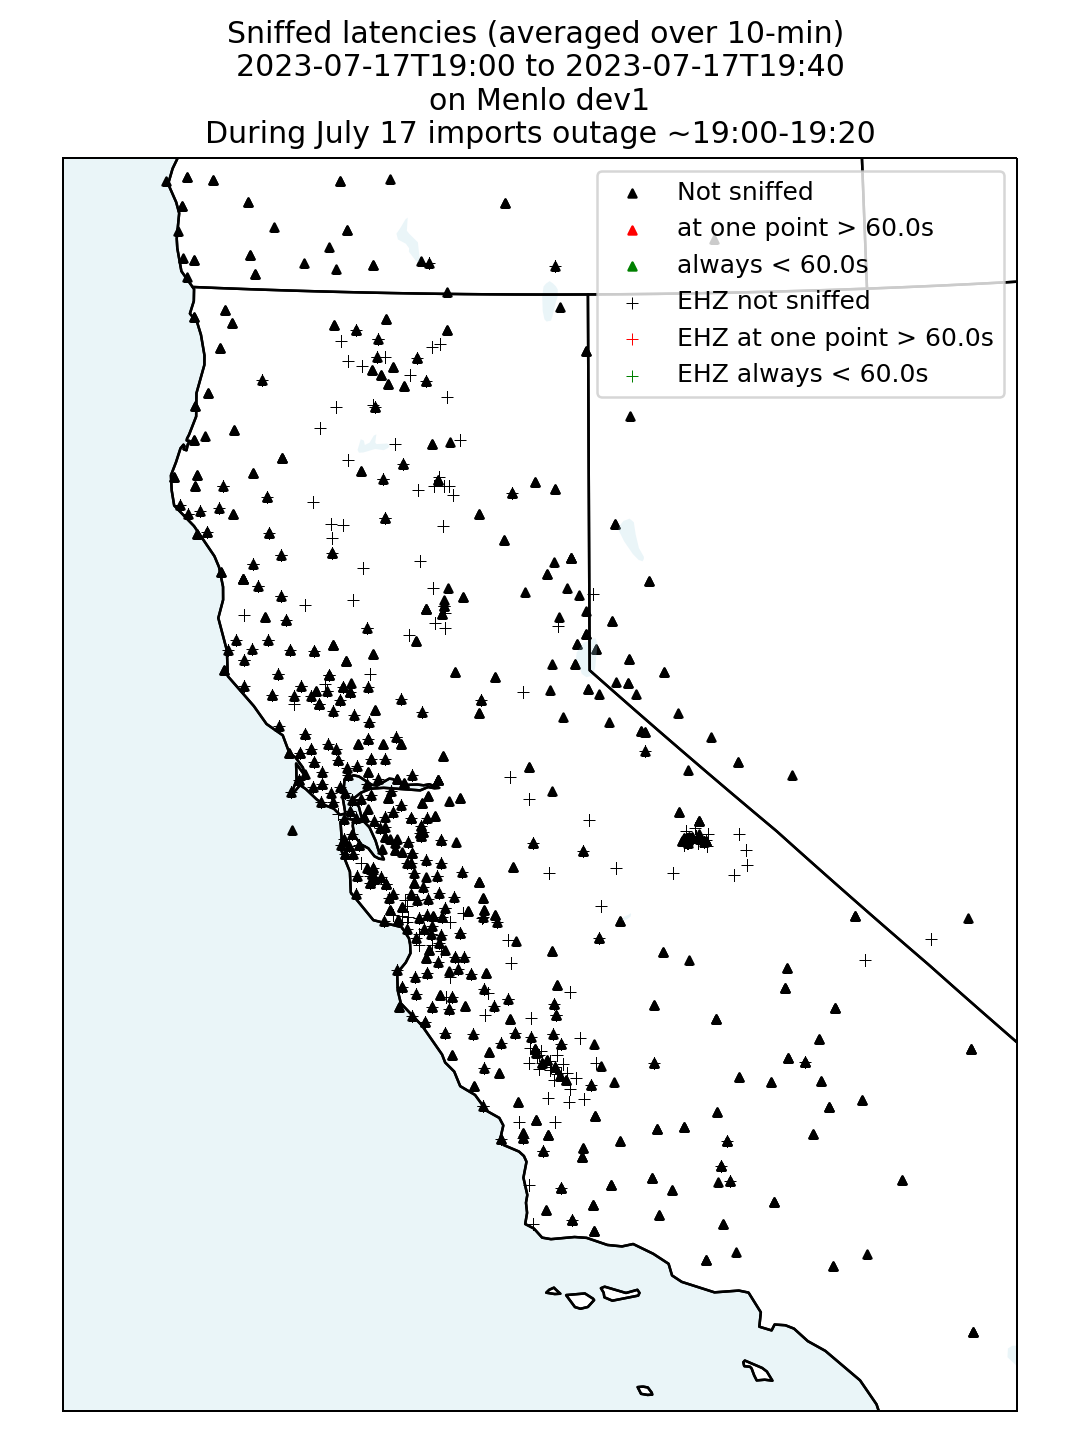 Sniffed latencies (averaged over 10-min)
2023-07-17T19:00 to 2023-07-17T19:40
on Menlo dev1
During July 17 imports outage ~19:00-19:20
Not sniffed
at one point > 60.0s
always < 60.0s
EHZ not sniffed
EHZ at one point > 60.0s
EHZ always < 60.0s